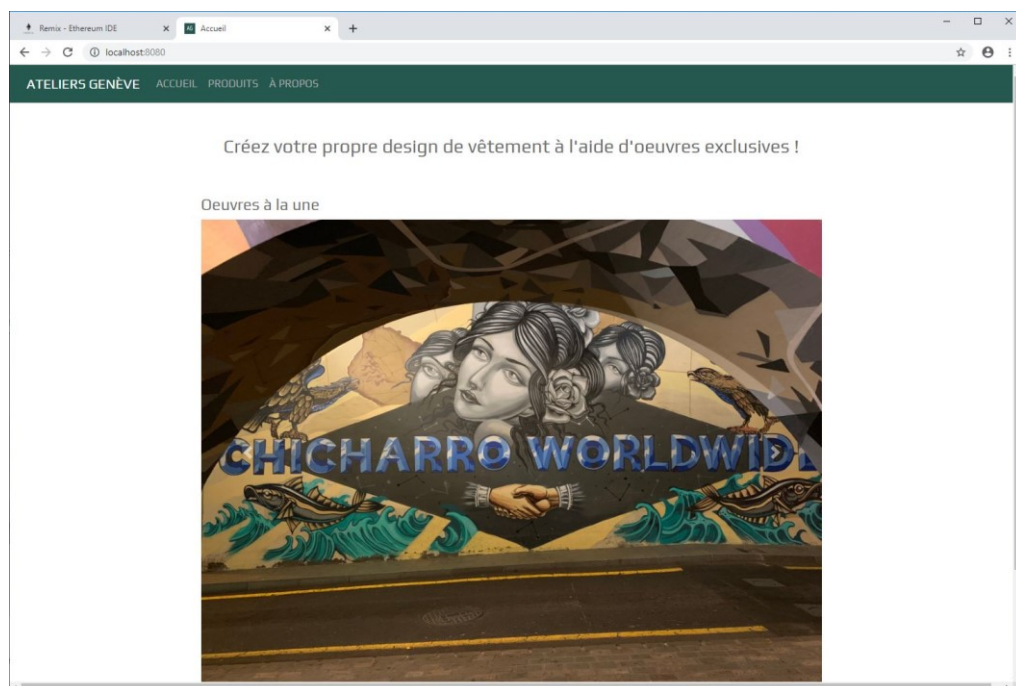 Remix - Ethereum IDE
Accueil
localhost:8080
ATELIERS GENÈVE ACCUEIL PRODUITS À PROPOS
Créez votre propre design de vêtement à l'aide d'oeuvres exclusives !
Oeuvres à la une
CHICHARRO WORLDWIDE